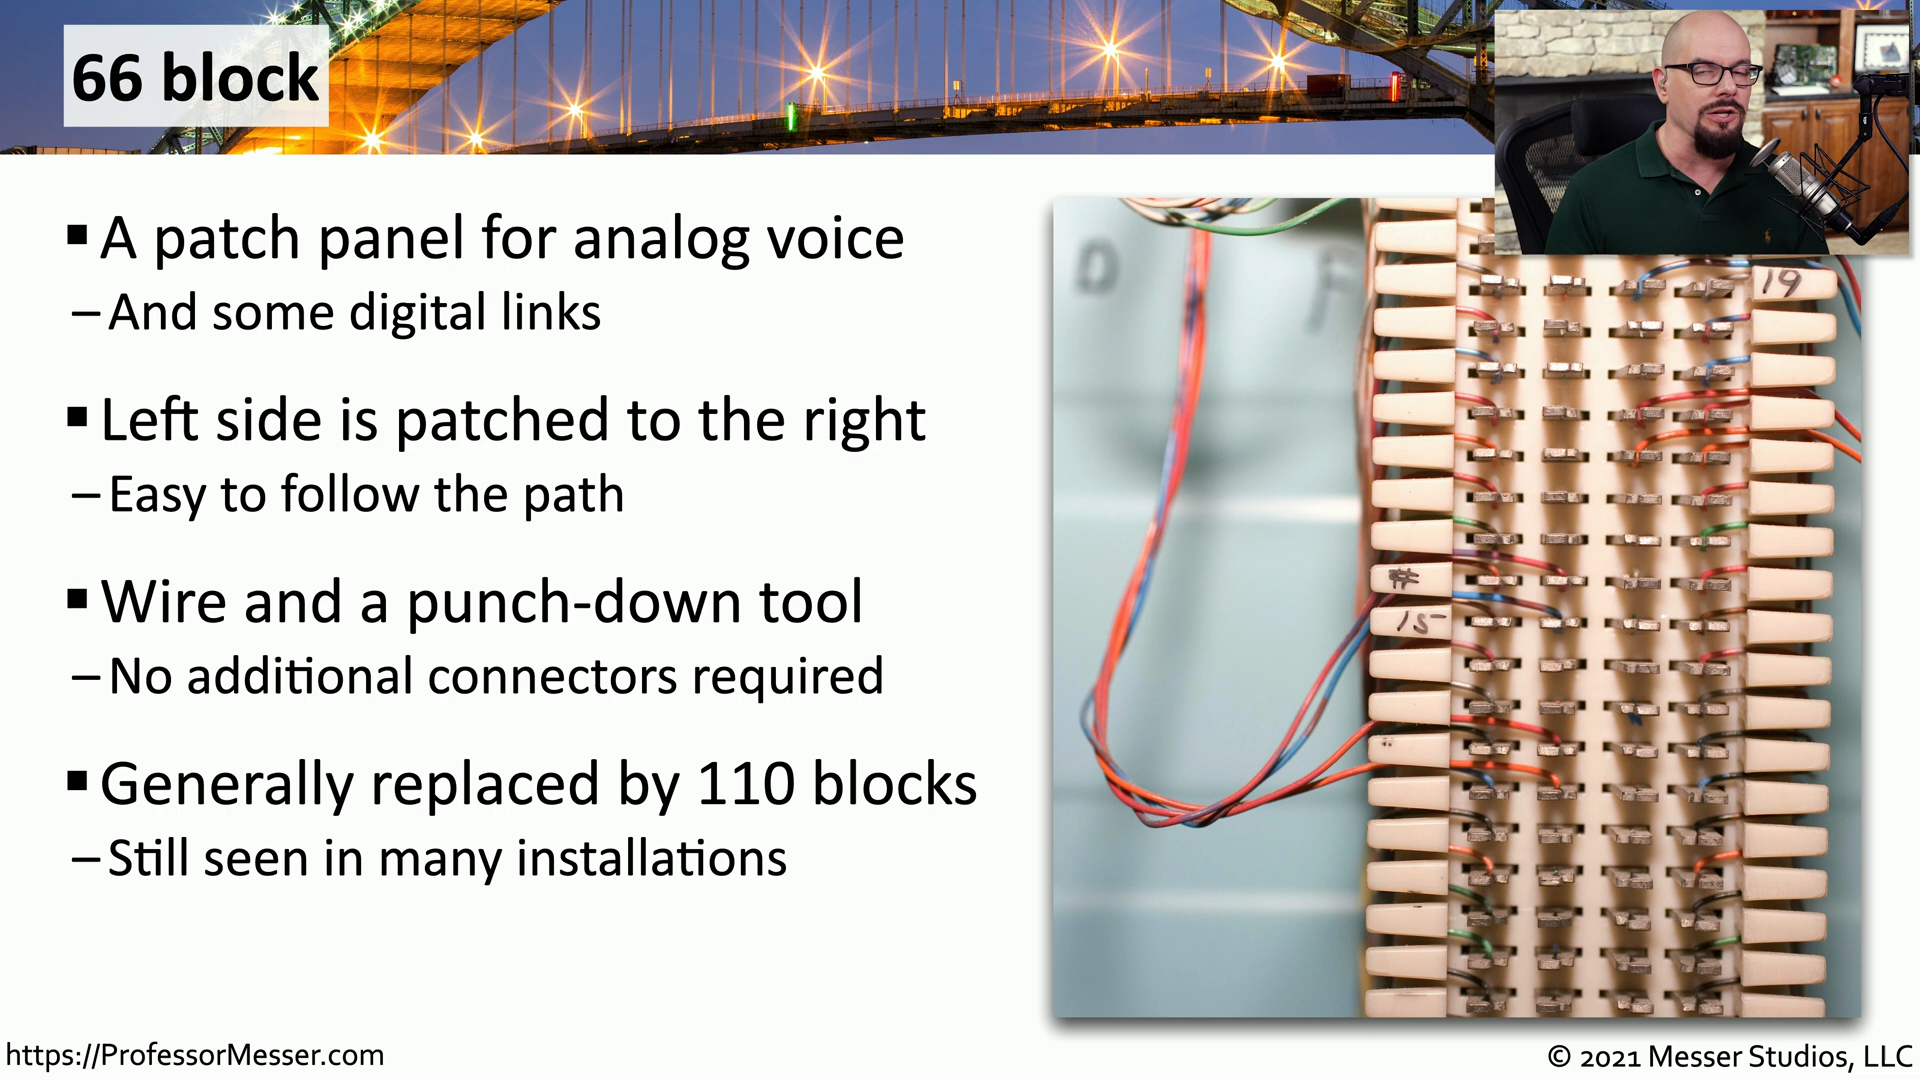 66 block
▪ A patch panel for analog voice
– And some digital links
▪ Left side is patched to the right
– Easy to follow the path
▪ Wire and a punch-down tool
– No additional connectors required
▪ Generally replaced by 110 blocks
– Still seen in many installations
D
19
#
15
https://ProfessorMesser.com
© 2021 Messer Studios, LLC